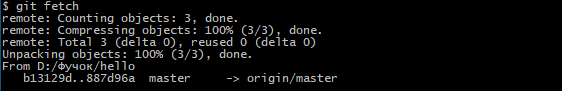 $ git fetch
remote: Counting objects: 3, done.
remote: Compressing objects: 100% (3/3), done.
remote: Total 3 (delta 0), reused 0 (delta 0)
Unpacking objects: 100% (3/3), done.
From D:/Фучок/hello
   b13129d..887d96a  master     -> origin/master